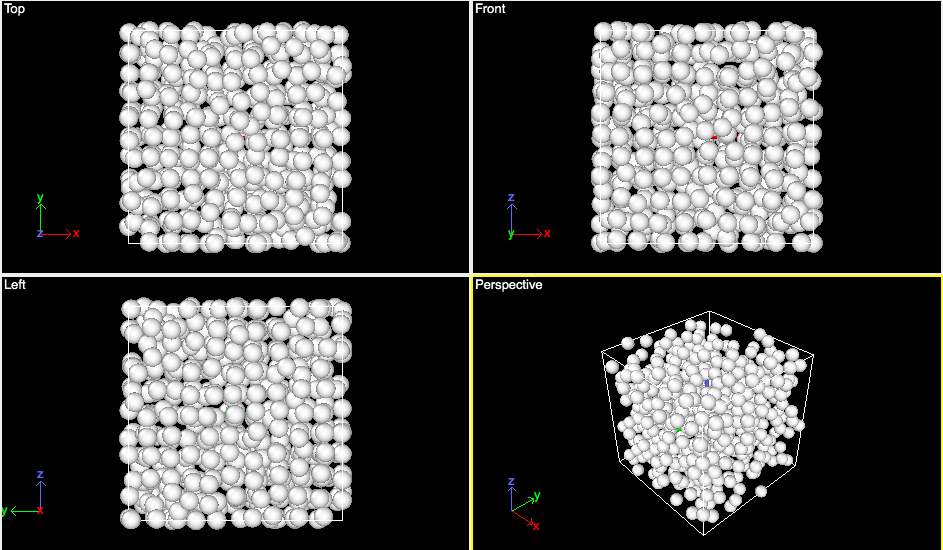 Top
y
z x
Front
z
y x
Left
z
y x
Perspective
z
y
x